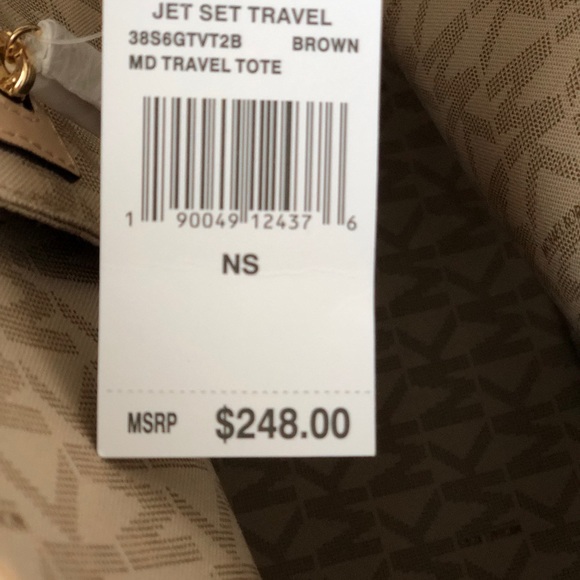 JET SET TRAVEL
38S6GTVT2B BROWN
MD TRAVEL TOTE
1 90049 12437 6
NS
MSRP $248.00